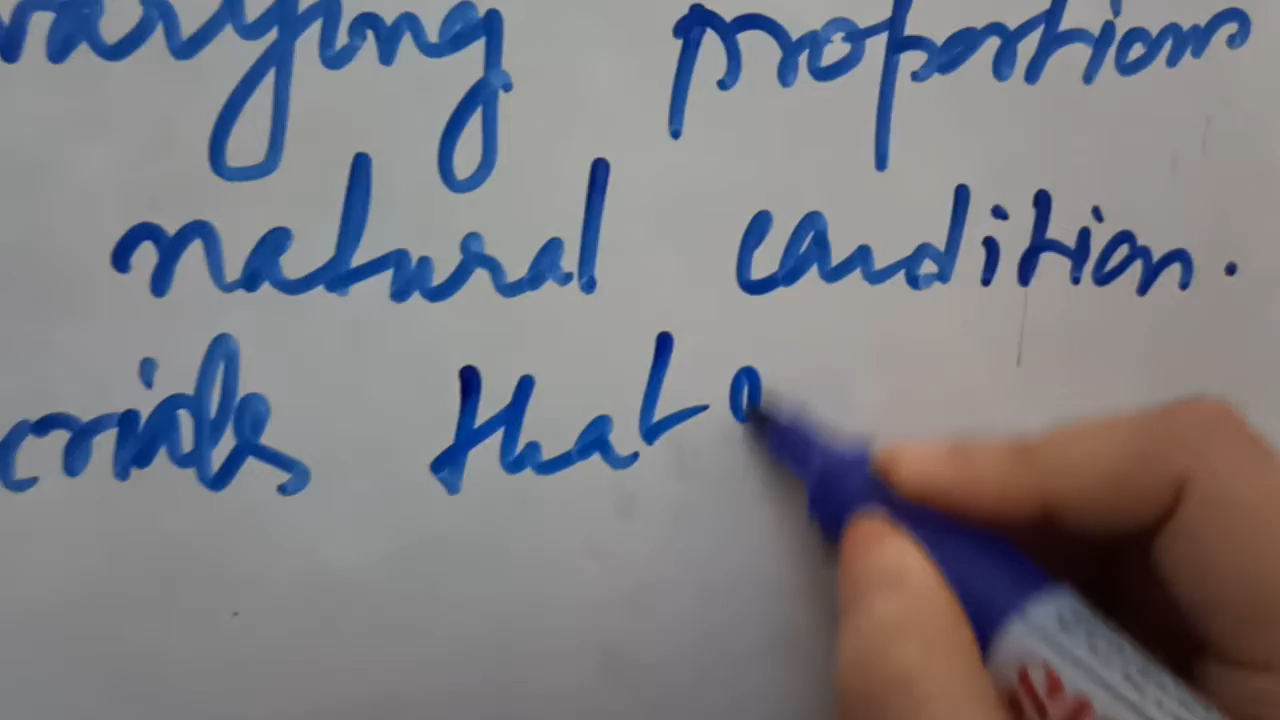 varying proportions
natural condition.
that